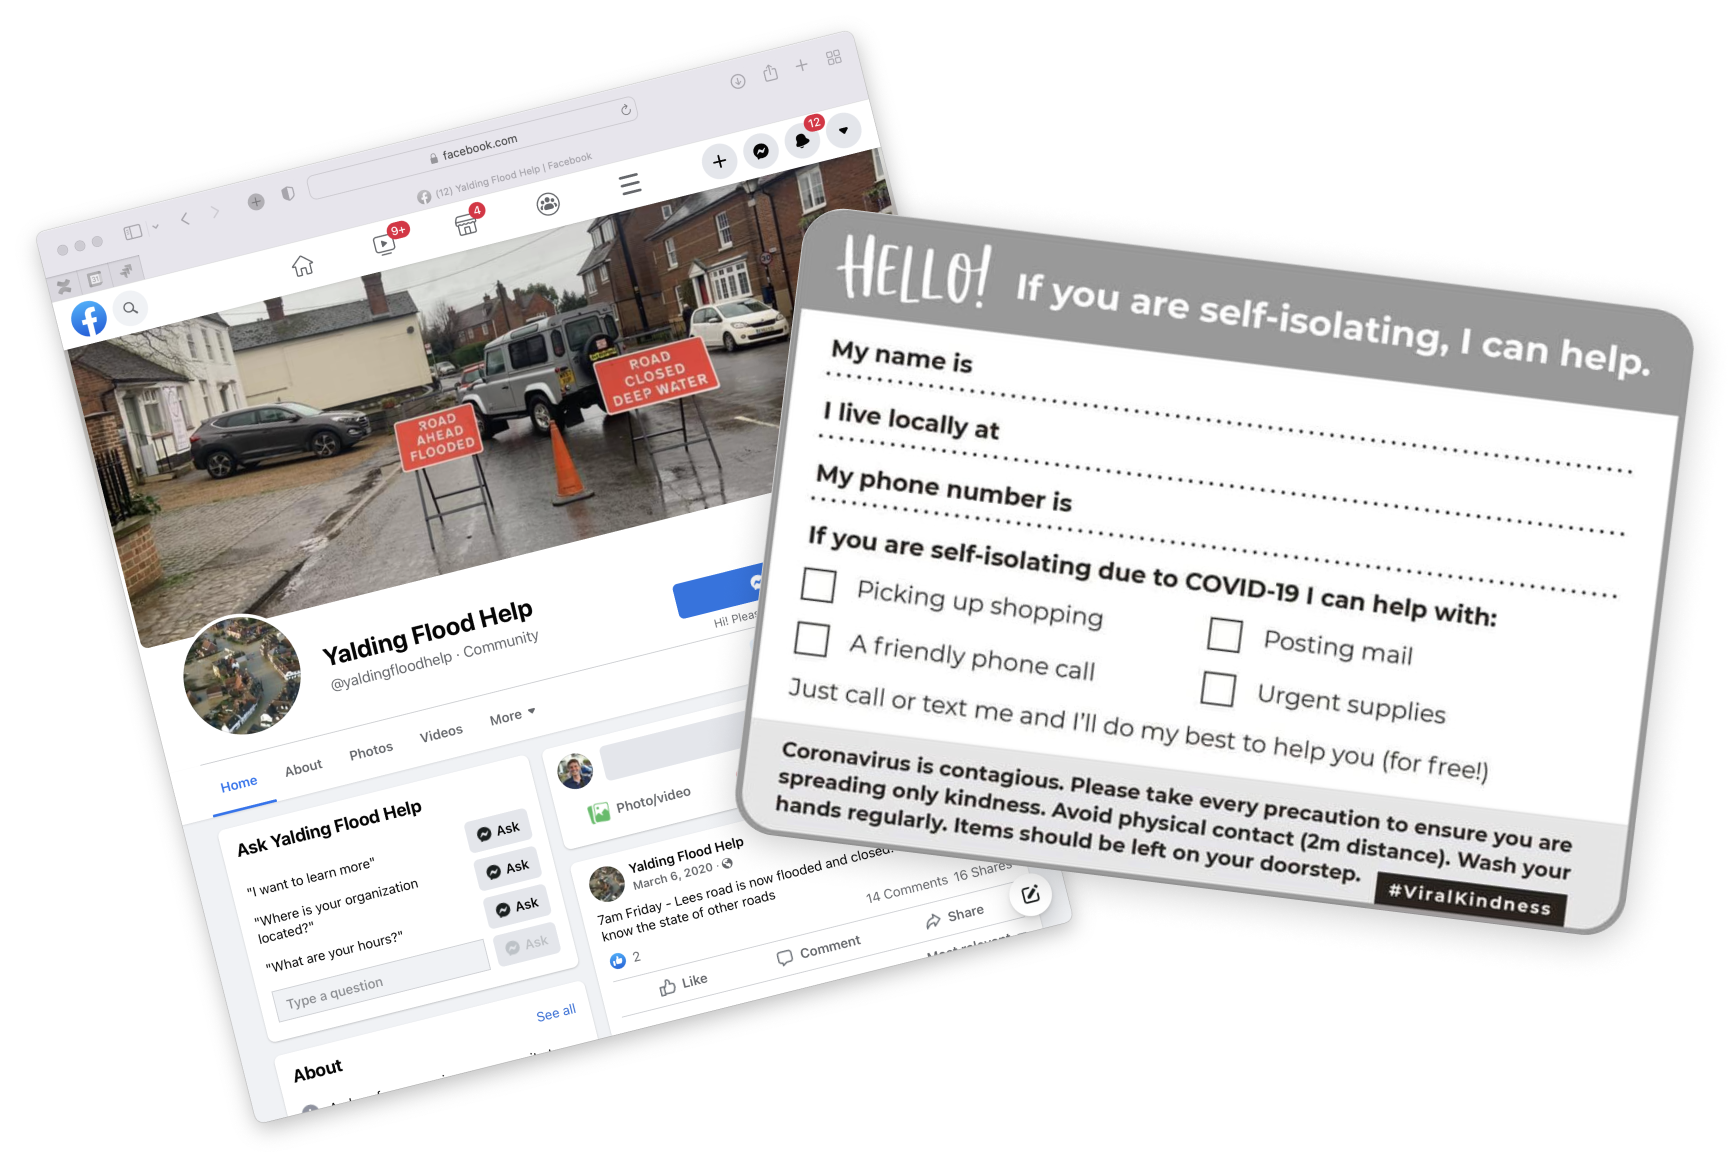 facebook.com
(12) Yalding Flood Help | Facebook
31
9+
4
12
ROAD
AHEAD
FLOODED
ROAD
CLOSED
DEEP WATER
Yalding Flood Help
@yaldingfloodhelp · Community
Hi! Pleas
Home
About
Photos
Videos
More
Ask Yalding Flood Help
"I want to learn more"
Ask
"Where is your organization
located?"
Ask
"What are your hours?"
Ask
Type a question
Ask
See all
About
Photo/video
Yalding Flood Help
March 6, 2020 ·
7am Friday - Lees road is now flooded and closed.
know the state of other roads
2
14 Comments 16 Shares
Like
Comment
Share
Most relevant
HELLO! If you are self-isolating, I can help.
My name is
I live locally at
My phone number is
If you are self-isolating due to COVID-19 I can help with:
Picking up shopping
Posting mail
A friendly phone call
Urgent supplies
Just call or text me and I'll do my best to help you (for free!)
Coronavirus is contagious. Please take every precaution to ensure you are
spreading only kindness. Avoid physical contact (2m distance). Wash your
hands regularly. Items should be left on your doorstep.
#ViralKindness